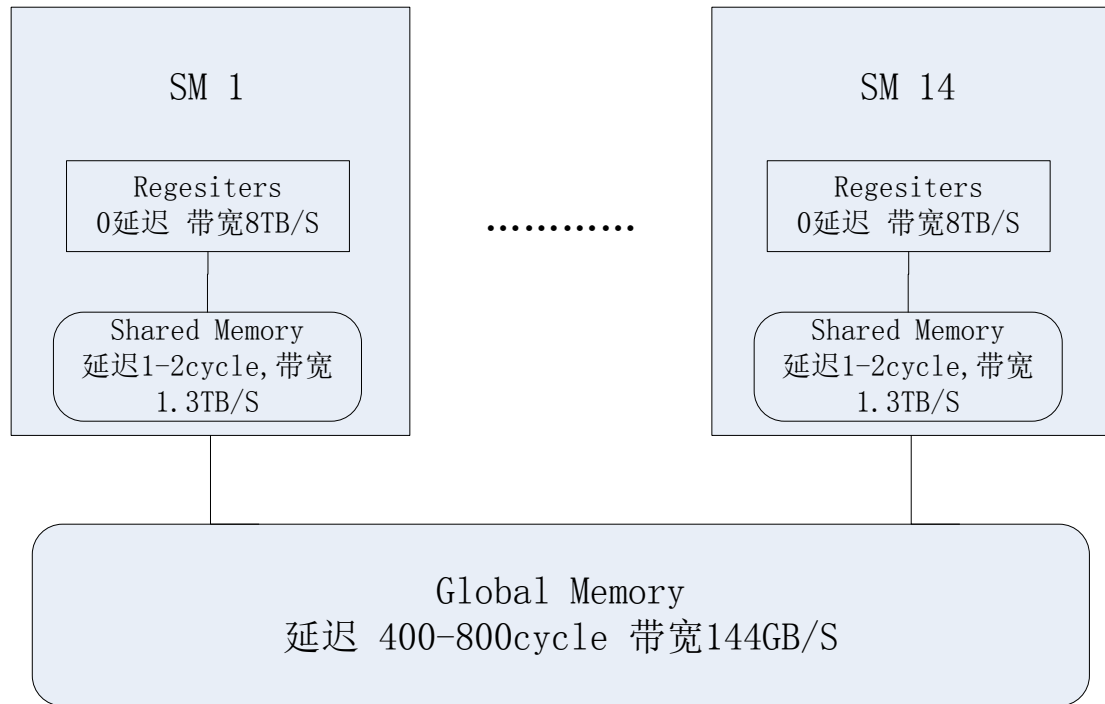 SM 1
Regesiters
0延迟 带宽8TB/S
Shared Memory
延迟1-2cycle,带宽
1.3TB/S
…………
SM 14
Regesiters
0延迟 带宽8TB/S
Shared Memory
延迟1-2cycle,带宽
1.3TB/S
Global Memory
延迟 400-800cycle 带宽144GB/S